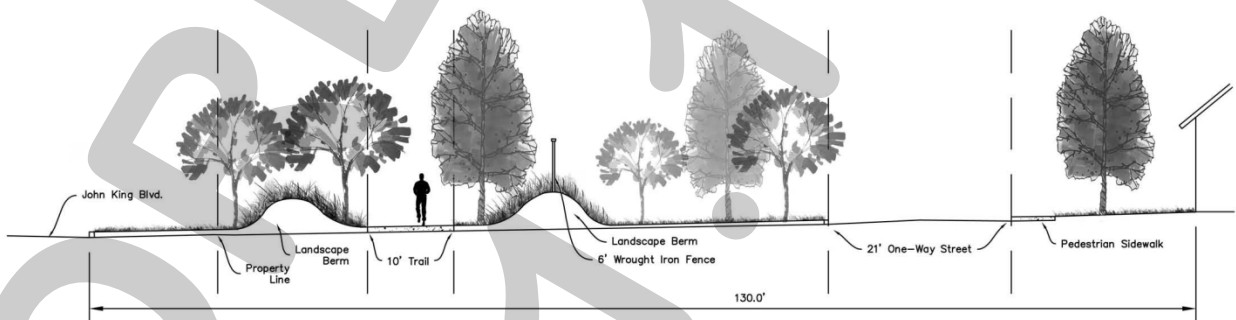 John King Blvd.
Landscape
Berm
Property
Line
10' Trail
Landscape Berm
6' Wrought Iron Fence
21' One-Way Street
Pedestrian Sidewalk
130.0'